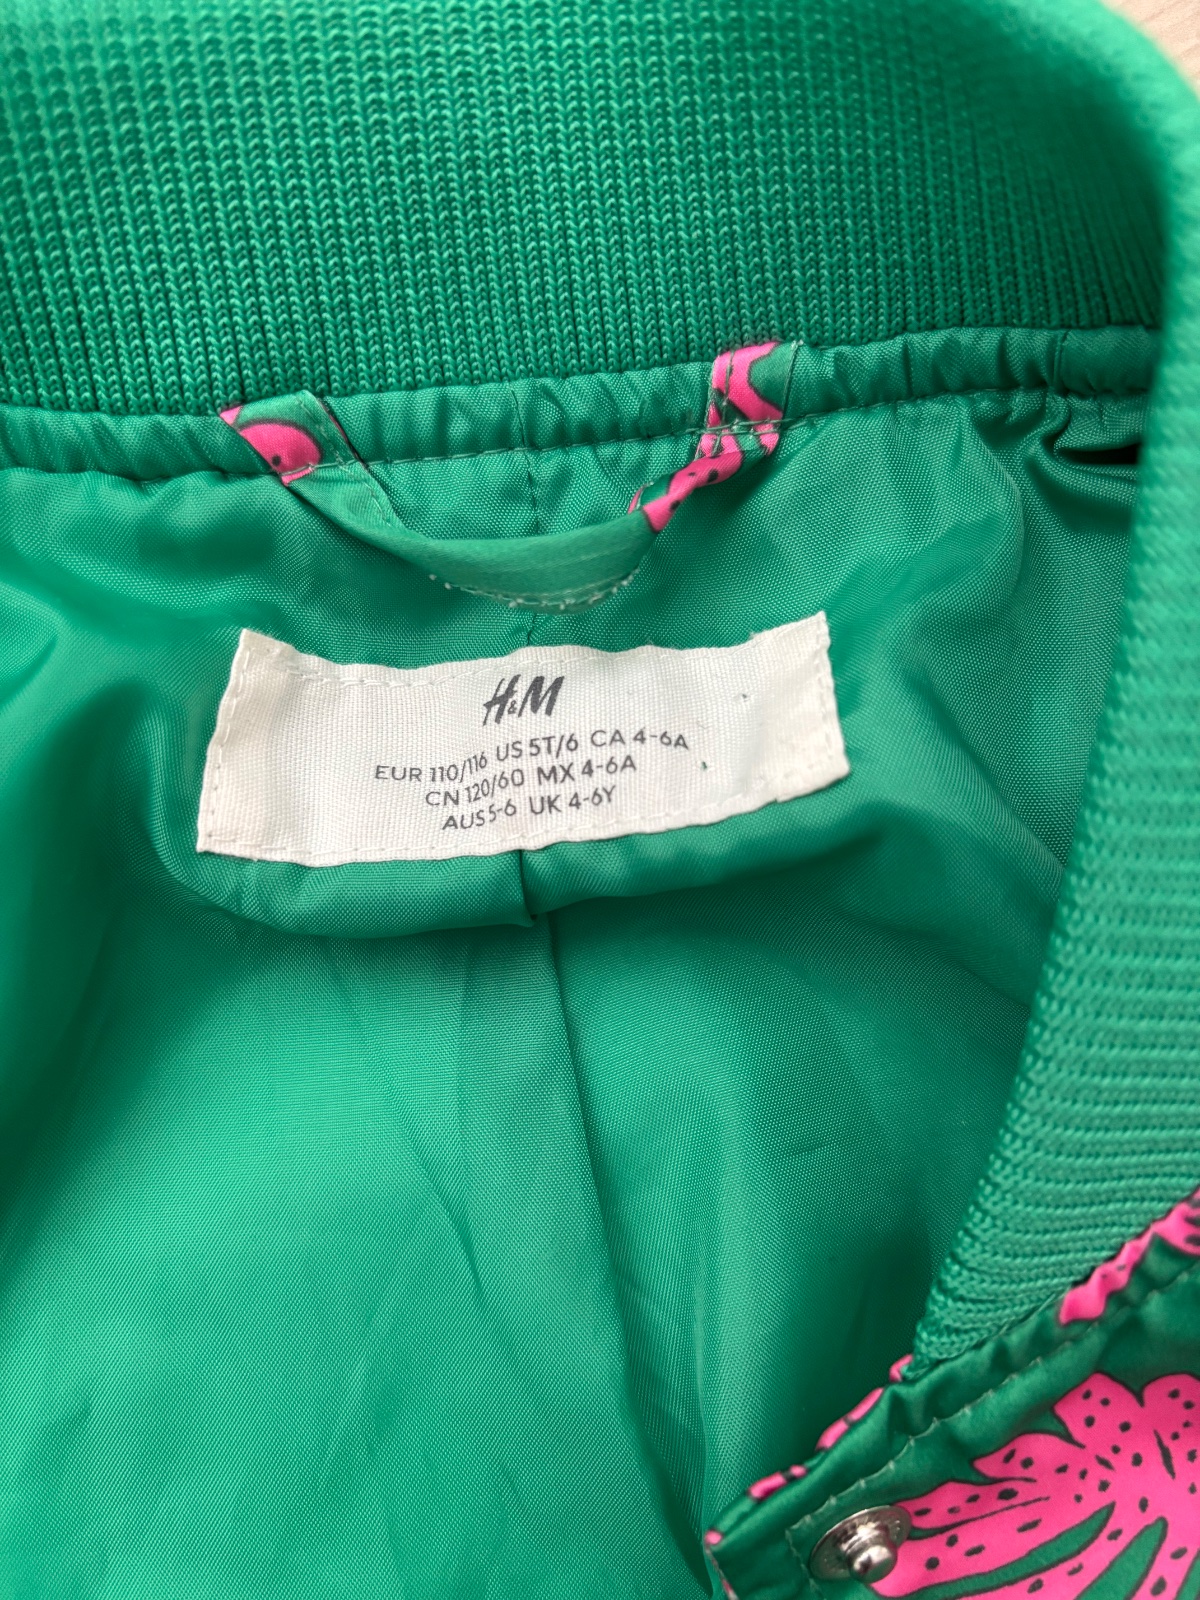 H&M
EUR 110/116 US 5T/6 CA 4-6A
CN 120/60 MX 4-6A
AUS 5-6 UK 4-6Y